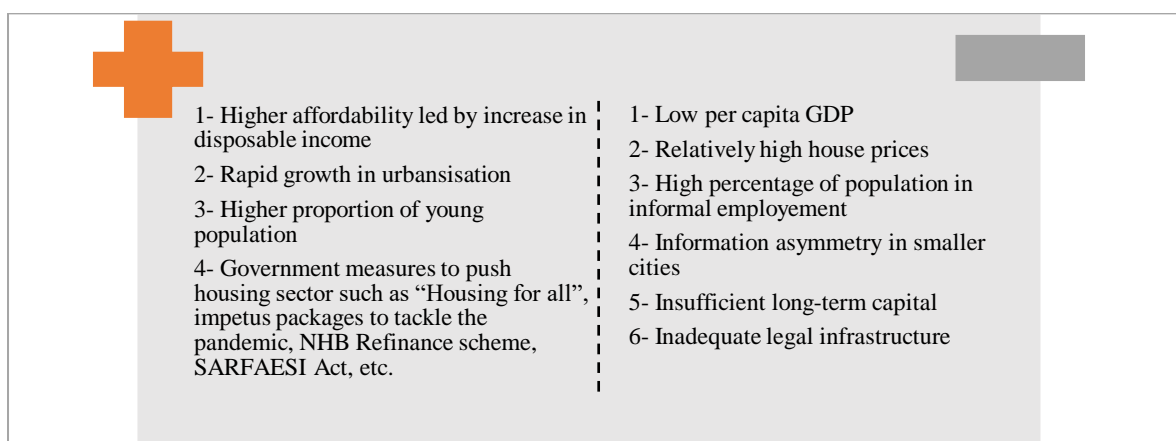 1- Higher affordability led by increase in
disposable income
2- Rapid growth in urbansisation
3- Higher proportion of young
population
4- Government measures to push
housing sector such as “Housing for all”,
impetus packages to tackle the
pandemic, NHB Refinance scheme,
SARFAESI Act, etc.
1- Low per capita GDP
2- Relatively high house prices
3- High percentage of population in
informal employement
4- Information asymmetry in smaller
cities
5- Insufficient long-term capital
6- Inadequate legal infrastructure